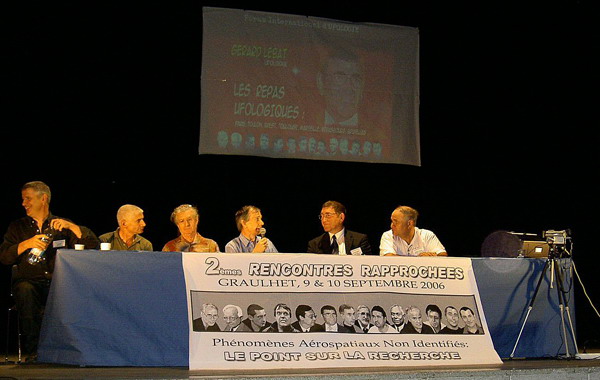 GERARD LEBAT
LES REPAS
UFOLOGIQUES :
2èmes RENCONTRES RAPPROCHEES
GRAULHET, 9 & 10 SEPTEMBRE 2006
Phénomènes Aérospatiaux Non Identifiés:
LE POINT SUR LA RECHERCHE